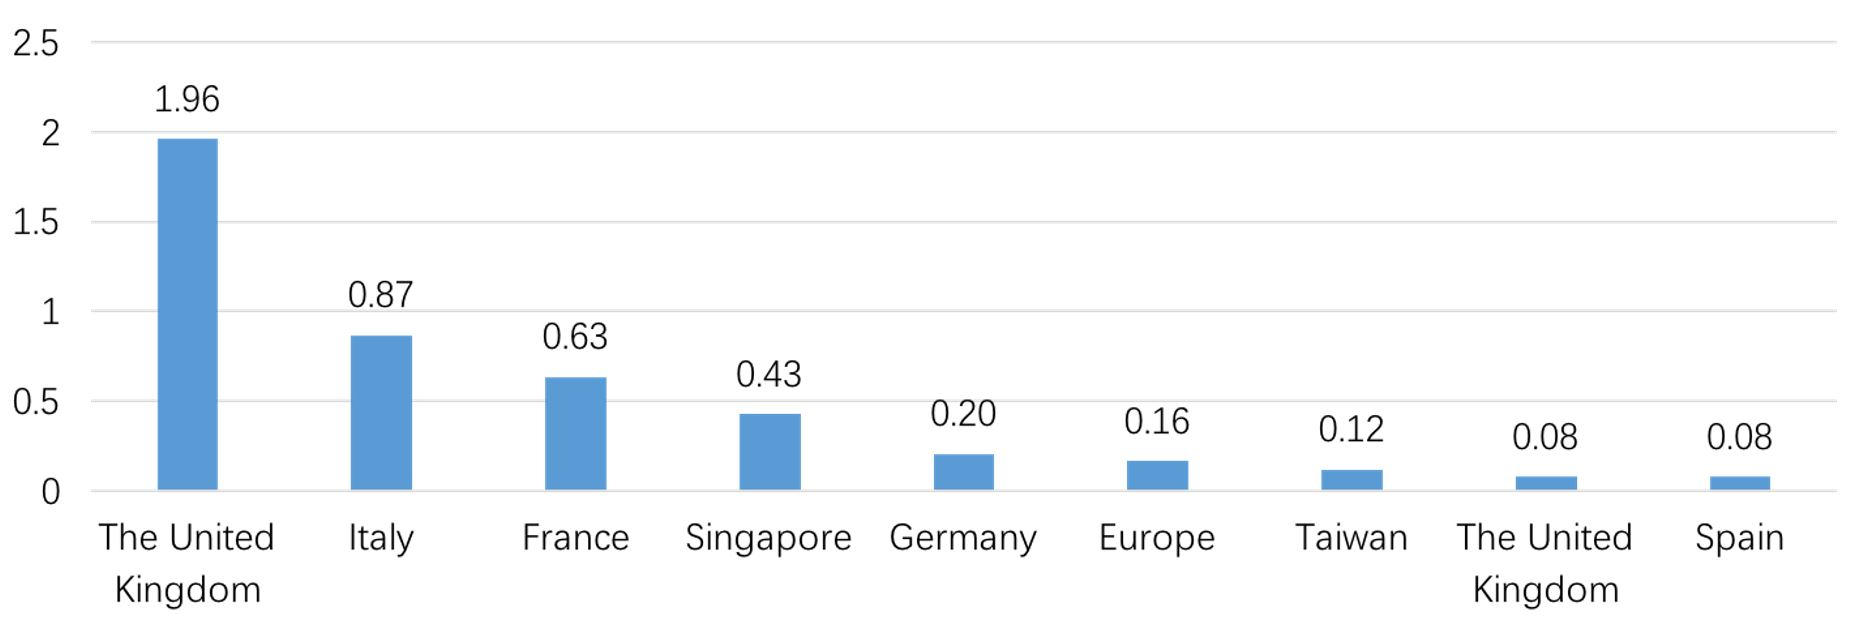 2.5
1.96
2
1.5
0.87
1
0.63
0.43
0.5
0.20
0.16
0.12
0.08
0.08
0
The United Kingdom
Italy
France
Singapore
Germany
Europe
Taiwan
The United Kingdom
Spain